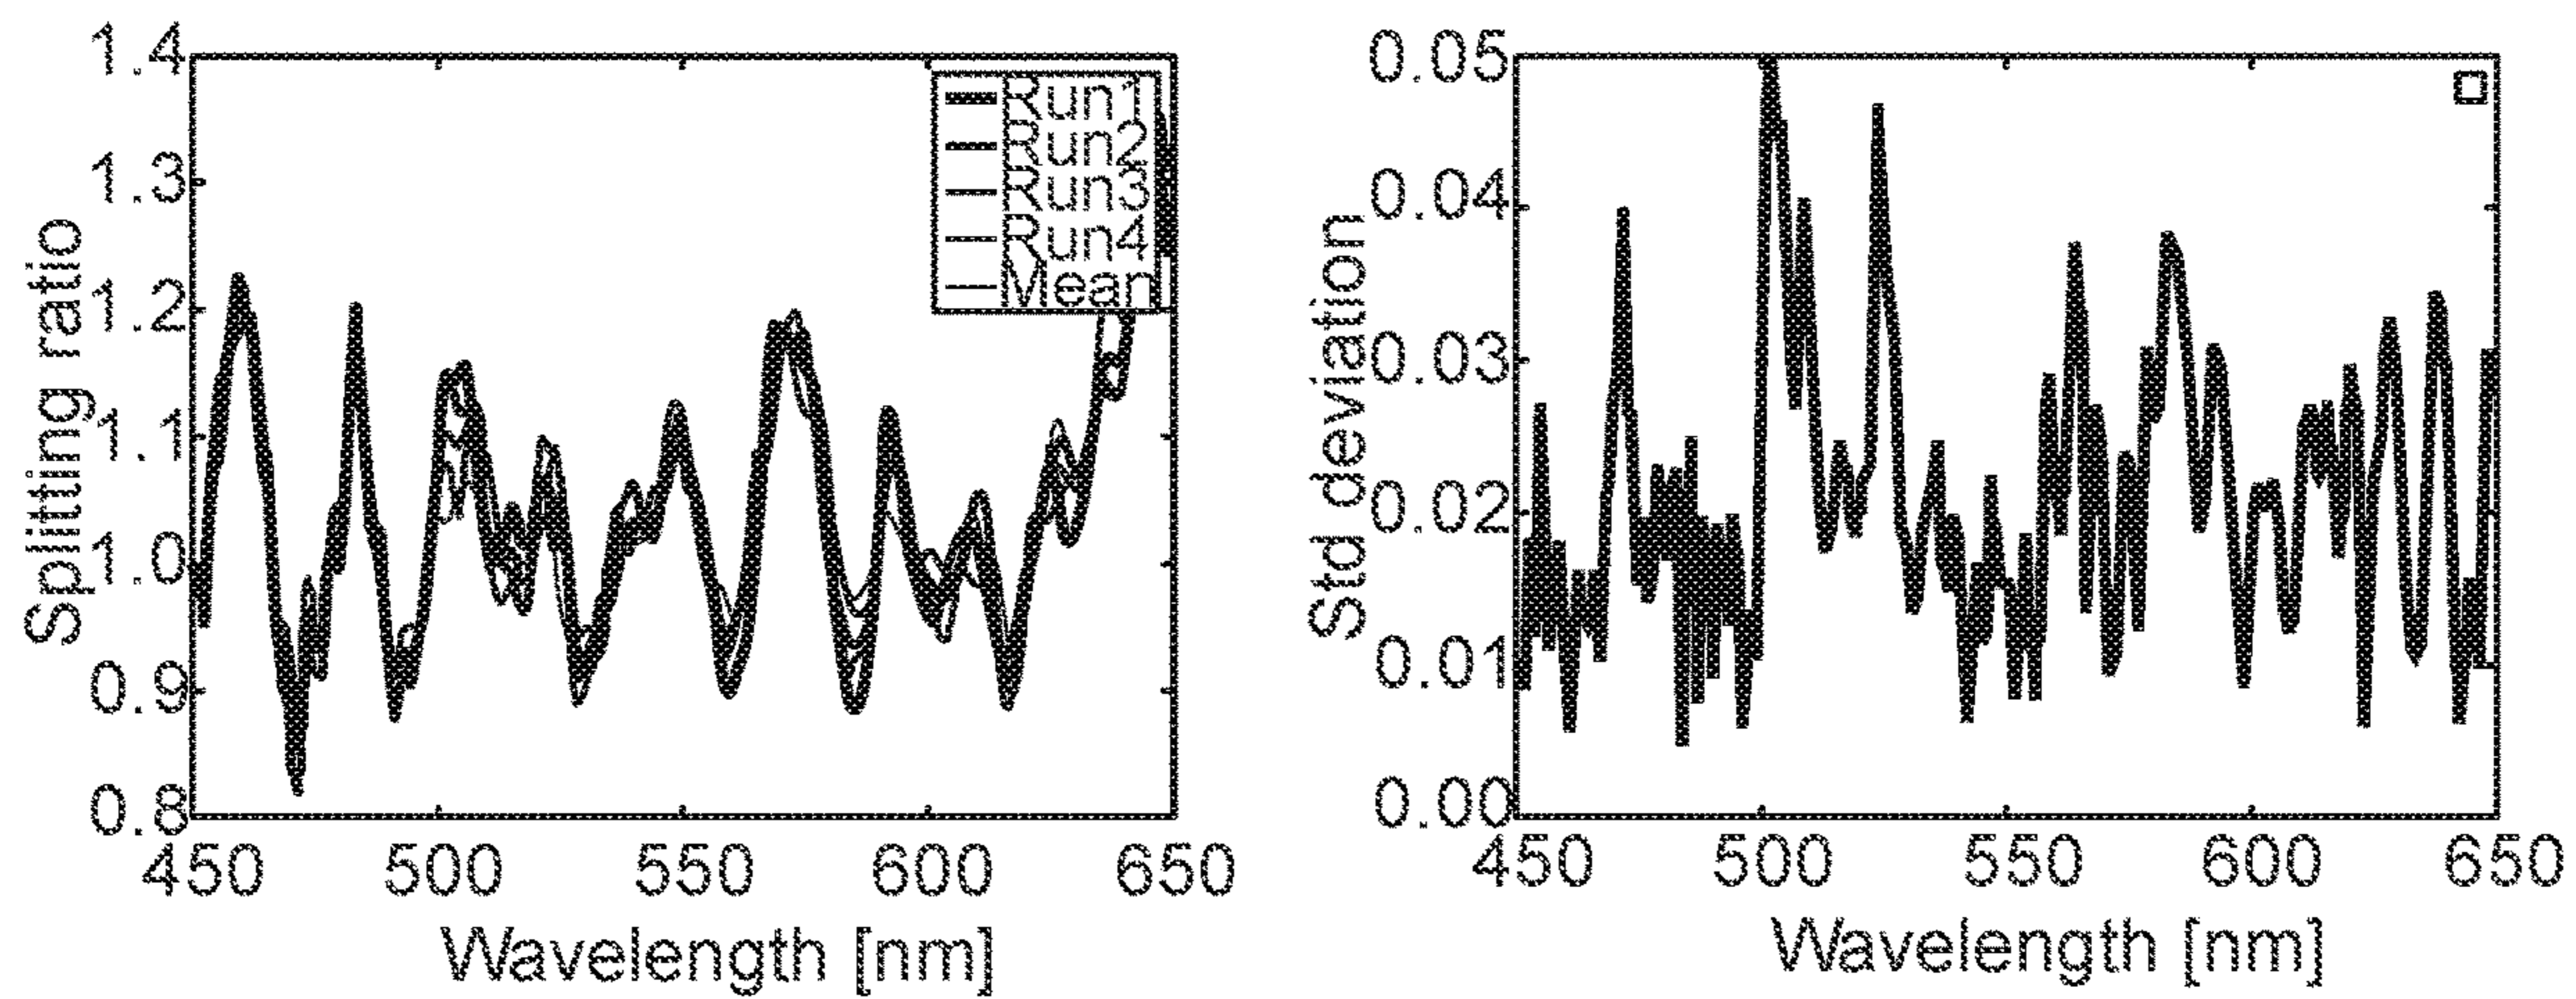 1.4
1.3
1.2
1.1
1.0
0.9
0.8
Splitting ratio
Run1
Run2
Run3
Run4
Mean
450 500 550 600 650
Wavelength [nm]
0.05
0.04
0.03
0.02
0.01
0.00
Std deviation
450 500 550 600 650
Wavelength [nm]